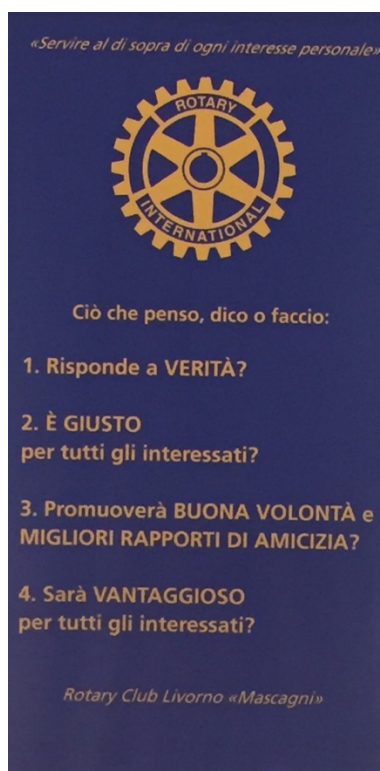 «Servire al di sopra di ogni interesse personale»
ROTARY
INTERNATIONAL
Ciò che penso, dico o faccio:
1. Risponde a VERITÀ?
2. È GIUSTO
per tutti gli interessati?
3. Promuoverà BUONA VOLONTÀ e
MIGLIORI RAPPORTI DI AMICIZIA?
4. Sarà VANTAGGIOSO
per tutti gli interessati?
Rotary Club Livorno «Mascagni»